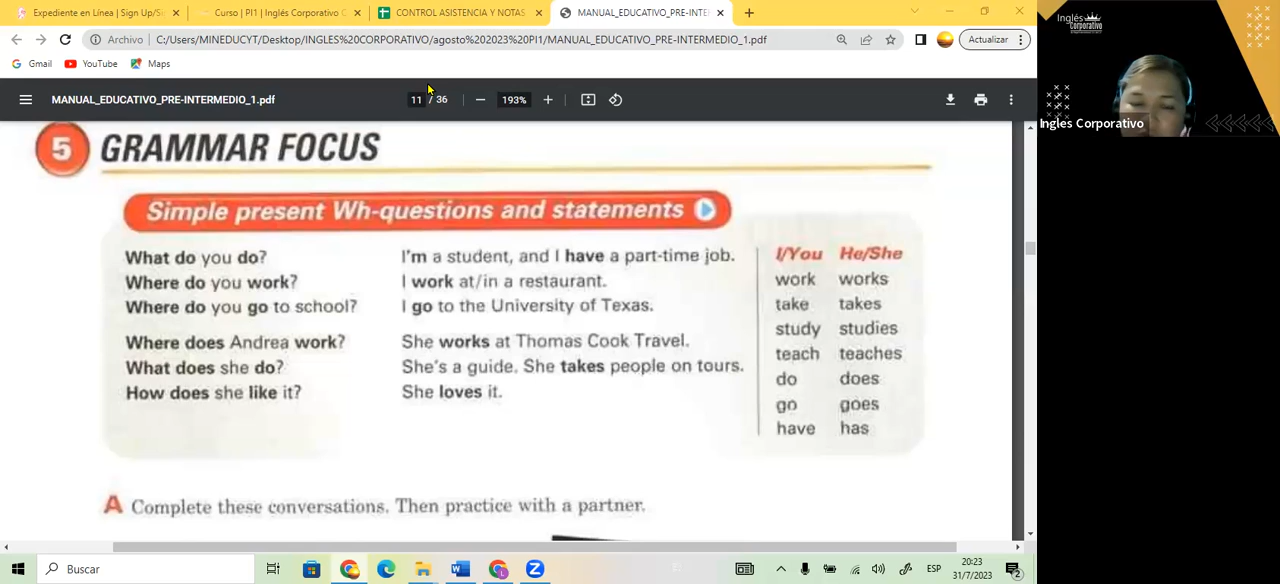 Expediente en Línea | Sign Up/Si
Curso | PI1 | Inglés Corporativo C
CONTROL ASISTENCIA Y NOTAS
MANUAL_EDUCATIVO_PRE-INTERME
Archivo
C:/Users/MINEDUCYT/Desktop/INGLES%20CORPORATIVO/agosto%202023%20PI1/MANUAL_EDUCATIVO_PRE-INTERMEDIO_1.pdf
Actualizar
Gmail
YouTube
Maps
MANUAL_EDUCATIVO_PRE-INTERMEDIO_1.pdf
11 / 36
193%
5 GRAMMAR FOCUS
Simple present Wh-questions and statements
What do you do?
Where do you work?
Where do you go to school?
Where does Andrea work?
What does she do?
How does she like it?
I'm a student, and I have a part-time job.
I work at/in a restaurant.
I go to the University of Texas.
She works at Thomas Cook Travel.
She's a guide. She takes people on tours.
She loves it.
I/You He/She
work works
take takes
study studies
teach teaches
do does
go goes
have has
A Complete these conversations. Then practice with a partner.
Inglés
Corporativo
Ingles Corporativo
Buscar
ESP
20:23
31/7/2023
2